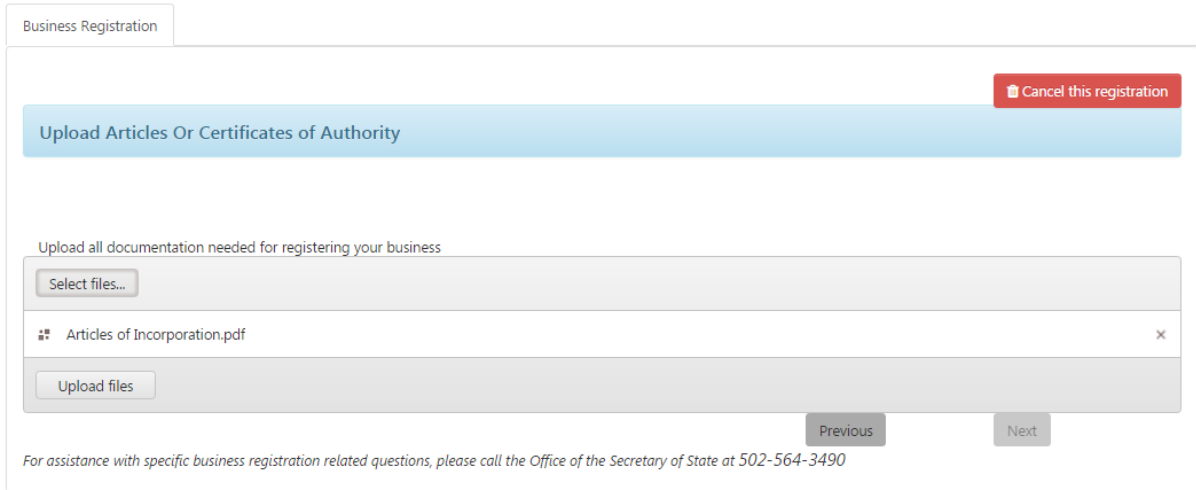 Business Registration
Cancel this registration
Upload Articles Or Certificates of Authority
Upload all documentation needed for registering your business
Select files...
Articles of Incorporation.pdf
Upload files
Previous
Next
For assistance with specific business registration related questions, please call the Office of the Secretary of State at 502-564-3490